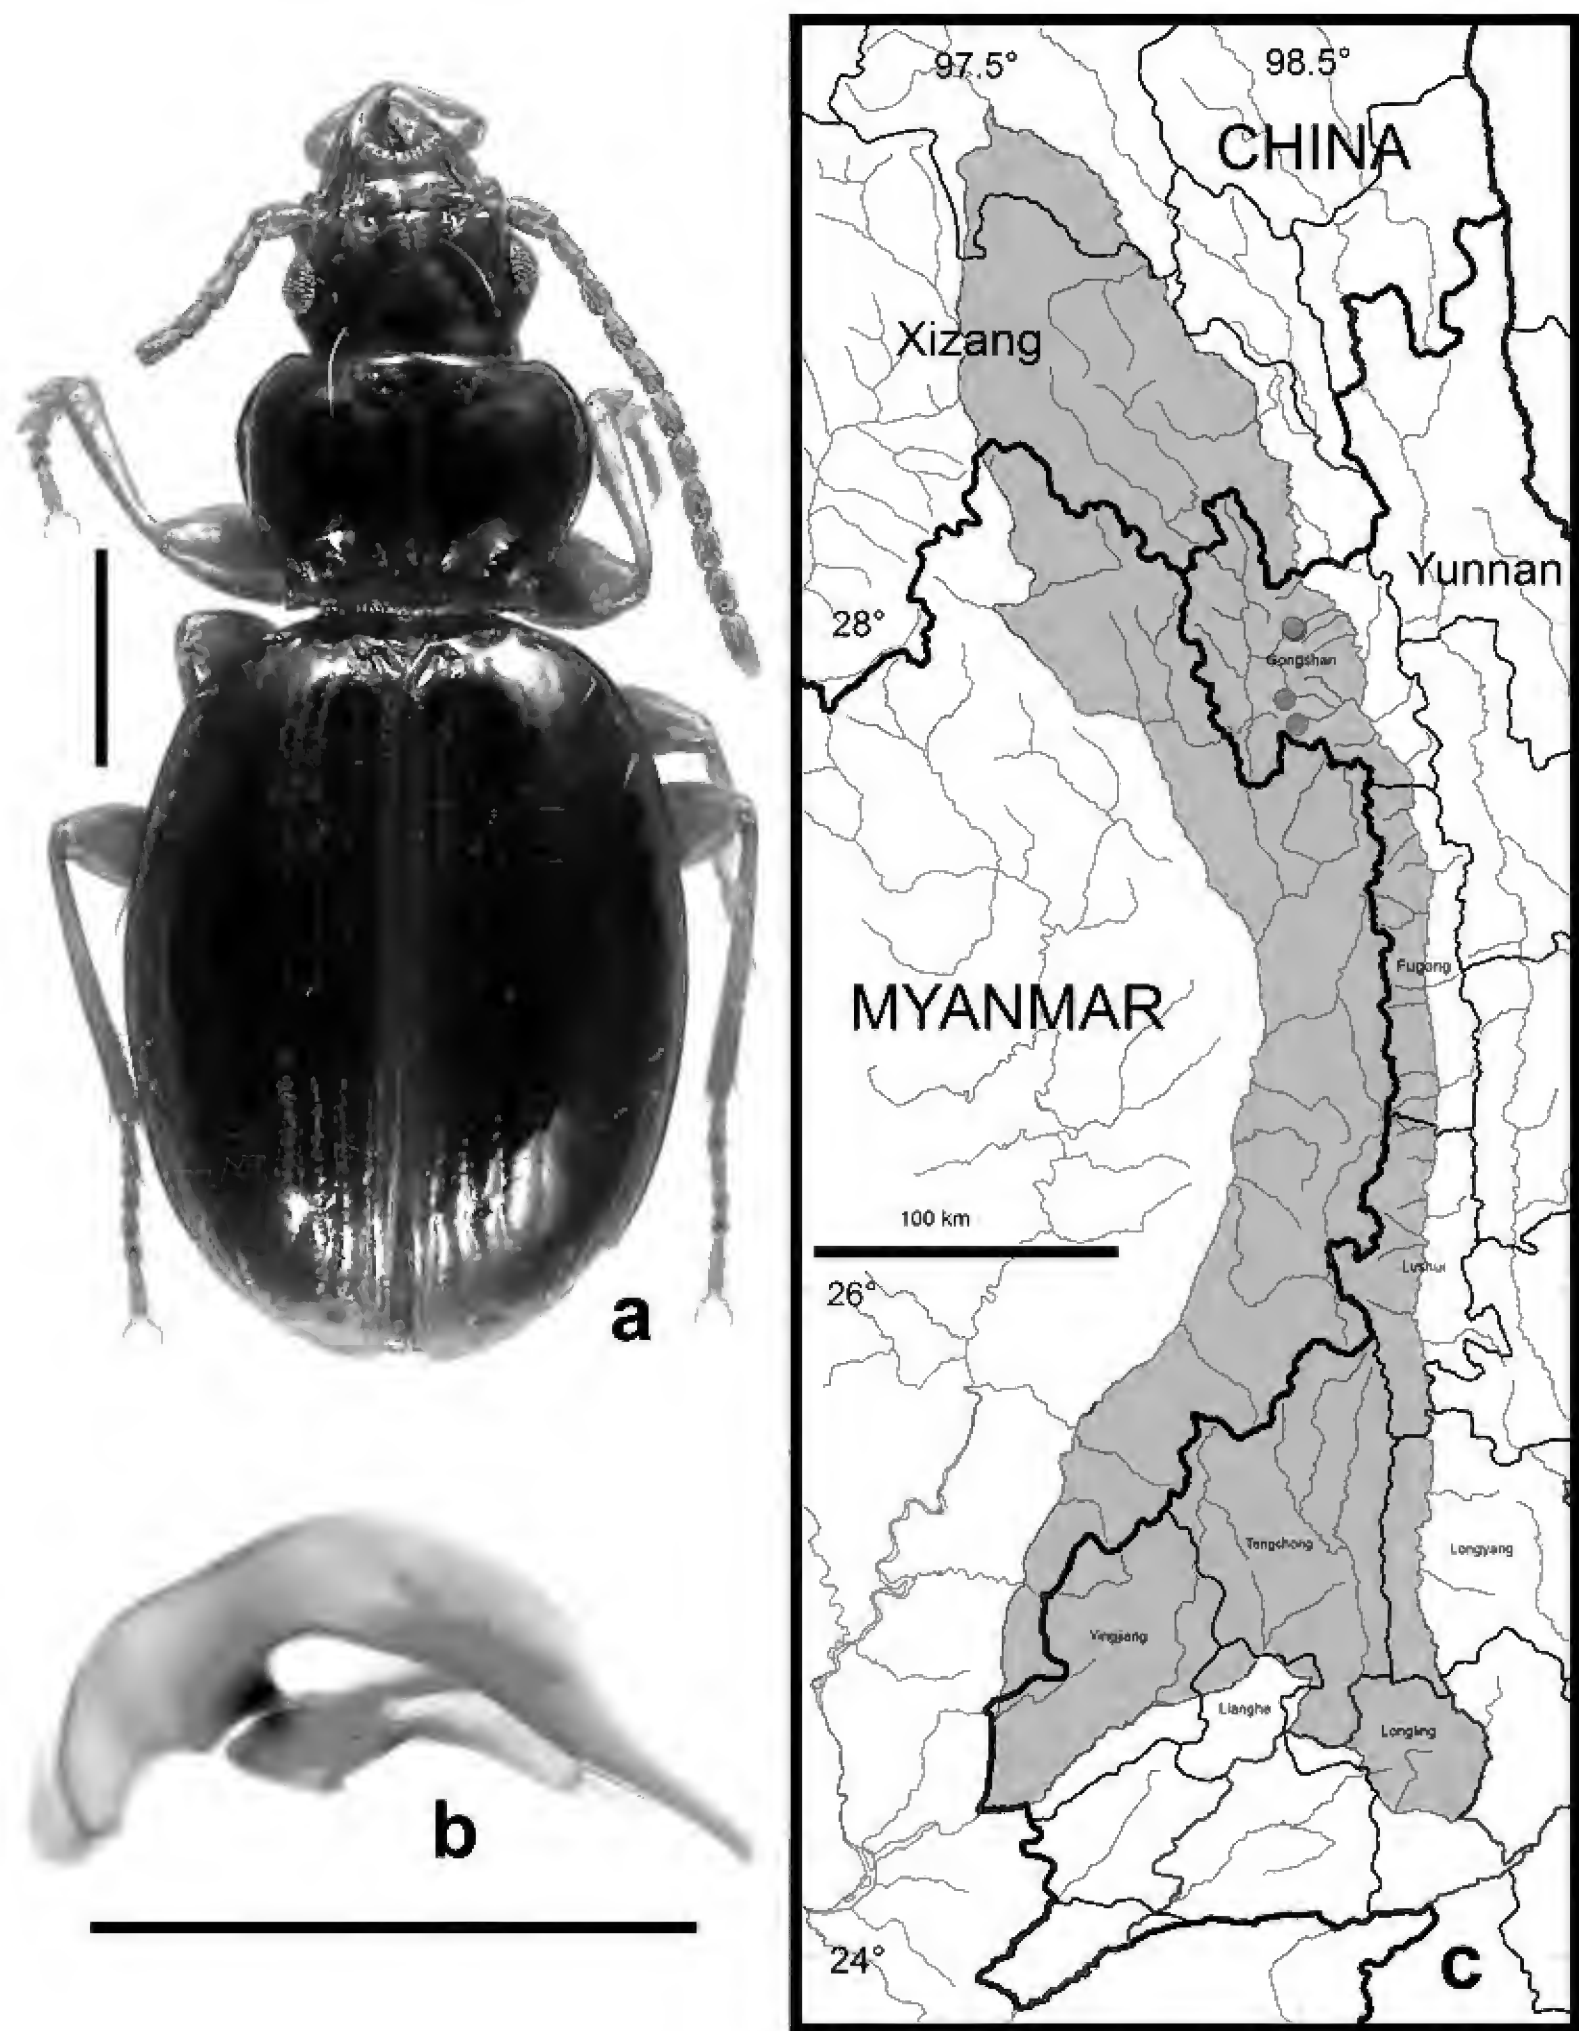 97.5°
98.5°
CHINA
Xizang
Yunnan
28°
Gongshan
Fugong
MYANMAR
100 km
26°
Lushui
Tengchong
Longyang
Yingjiang
Lianghe
Longling
24°
a
b
c